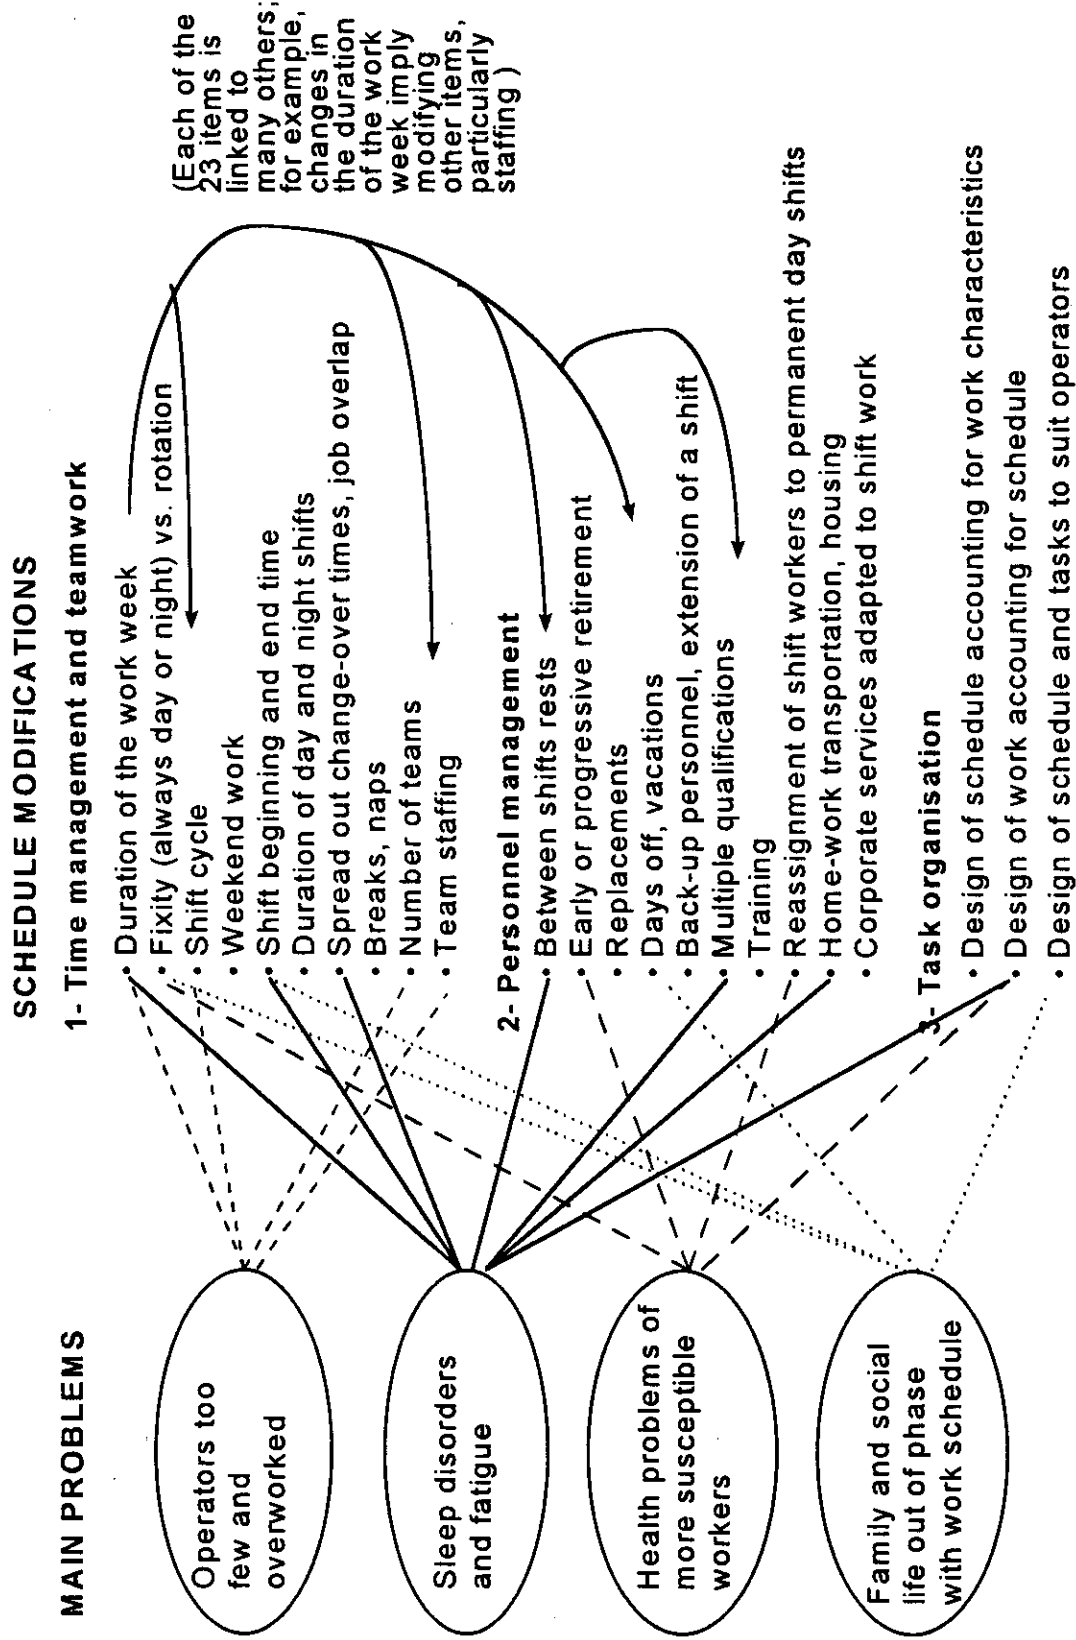 SCHEDULE MODIFICATIONS
MAIN PROBLEMS
1- Time management and teamwork
• Duration of the work week
• Fixity (always day or night) vs. rotation
• Shift cycle
• Weekend work
• Shift beginning and end time
• Duration of day and night shifts
• Spread out change-over times, job overlap
• Breaks, naps
• Number of teams
• Team staffing
2- Personnel management
• Between shifts rests
• Early or progressive retirement
• Replacements
• Days off, vacations
• Back-up personnel, extension of a shift
• Multiple qualifications
• Training
• Reassignment of shift workers to permanent day shifts
• Home-work transportation, housing
• Corporate services adapted to shift work
3- Task organisation
• Design of schedule accounting for work characteristics
• Design of work accounting for schedule
• Design of schedule and tasks to suit operators
(Each of the
23 items is
linked to
many others;
for example,
changes in
the duration
of the work
week imply
modifying
other items,
particularly
staffing )
Operators too
few and
overworked
Sleep disorders
and fatigue
Health problems of
more susceptible
workers
Family and social
life out of phase
with work schedule